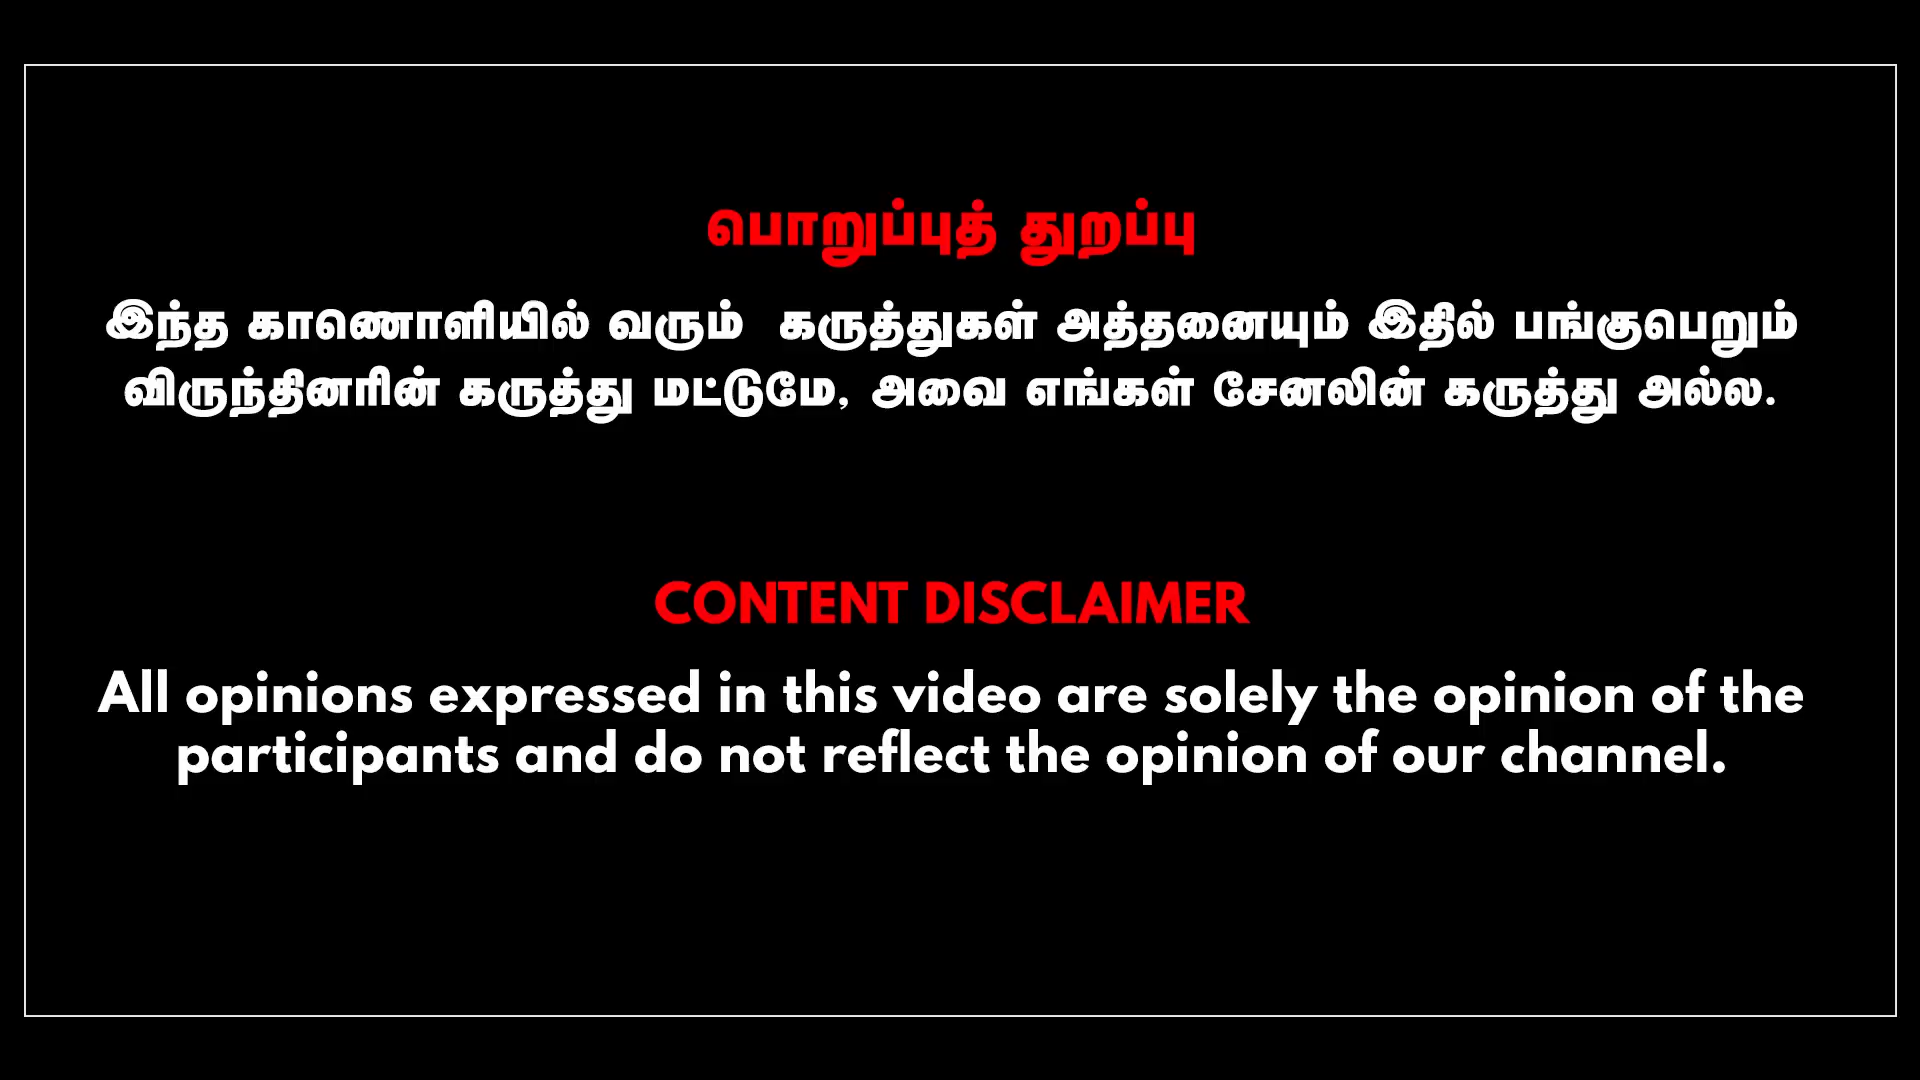 பொறுப்புத் துறப்பு
இந்த காணொளியில் வரும் கருத்துகள் அத்தனையும் இதில் பங்குபெறும்
விருந்தினரின் கருத்து மட்டுமே, அவை எங்கள் சேனலின் கருத்து அல்ல.
CONTENT DISCLAIMER
All opinions expressed in this video are solely the opinion of the
participants and do not reflect the opinion of our channel.